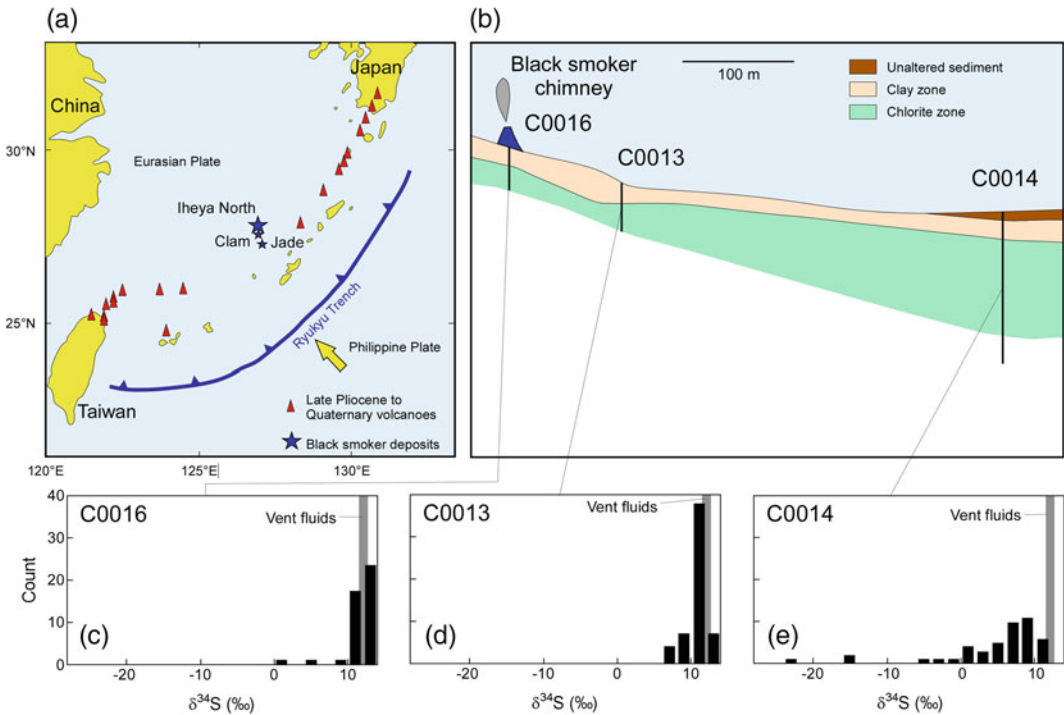 (a)
Japan
China
30°N
Eurasian Plate
Iheya North
Clam
Jade
25°N
Ryukyu Trench
Philippine Plate
Taiwan
Late Pliocene to
Quaternary volcanoes
Black smoker deposits
120°E
125°E
130°E
(b)
Black smoker
chimney
100 m
Unaltered sediment
Clay zone
Chlorite zone
C0016
C0013
C0014
C0016
Vent fluids
Count
40
30
20
10
0
(c)
-20
-10
0
10
δ34S (‰)
C0013
Vent fluids
(d)
-20
-10
0
10
δ34S (‰)
C0014
Vent fluids
(e)
-20
-10
0
10
δ34S (‰)